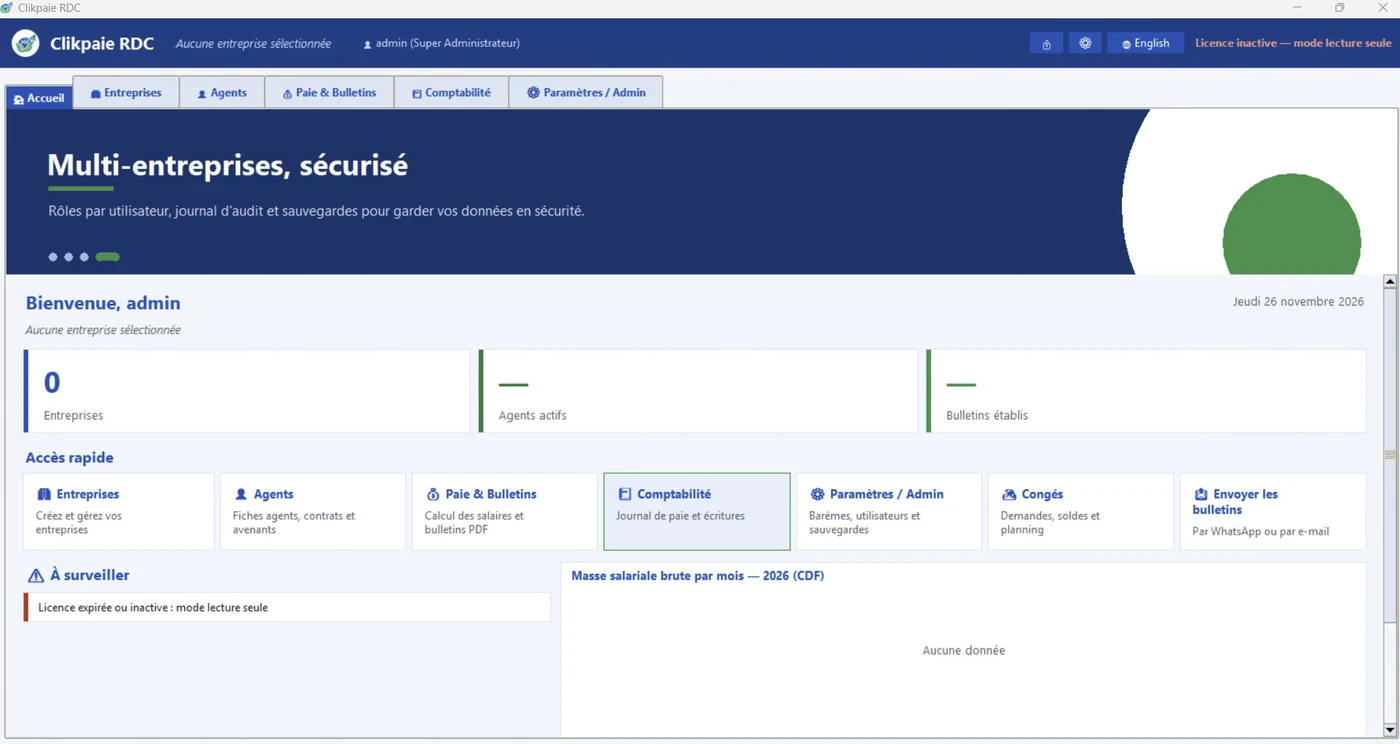 Clikpaie RDC
Clikpaie RDC
Aucune entreprise sélectionnée
admin (Super Administrateur)
English
Licence inactive — mode lecture seule
Accueil
Entreprises
Agents
Paie & Bulletins
Comptabilité
Paramètres / Admin
Multi-entreprises, sécurisé
Rôles par utilisateur, journal d'audit et sauvegardes pour garder vos données en sécurité.
Bienvenue, admin
Jeudi 26 novembre 2026
Aucune entreprise sélectionnée
0
Entreprises
—
Agents actifs
—
Bulletins établis
Accès rapide
Entreprises
Créez et gérez vos
entreprises
Agents
Fiches agents, contrats et
avenants
Paie & Bulletins
Calcul des salaires et
bulletins PDF
Comptabilité
Journal de paie et écritures
Paramètres / Admin
Barèmes, utilisateurs et
sauvegardes
Congés
Demandes, soldes et
planning
Envoyer les
bulletins
Par WhatsApp ou par e-mail
À surveiller
Licence expirée ou inactive : mode lecture seule
Masse salariale brute par mois — 2026 (CDF)
Aucune donnée